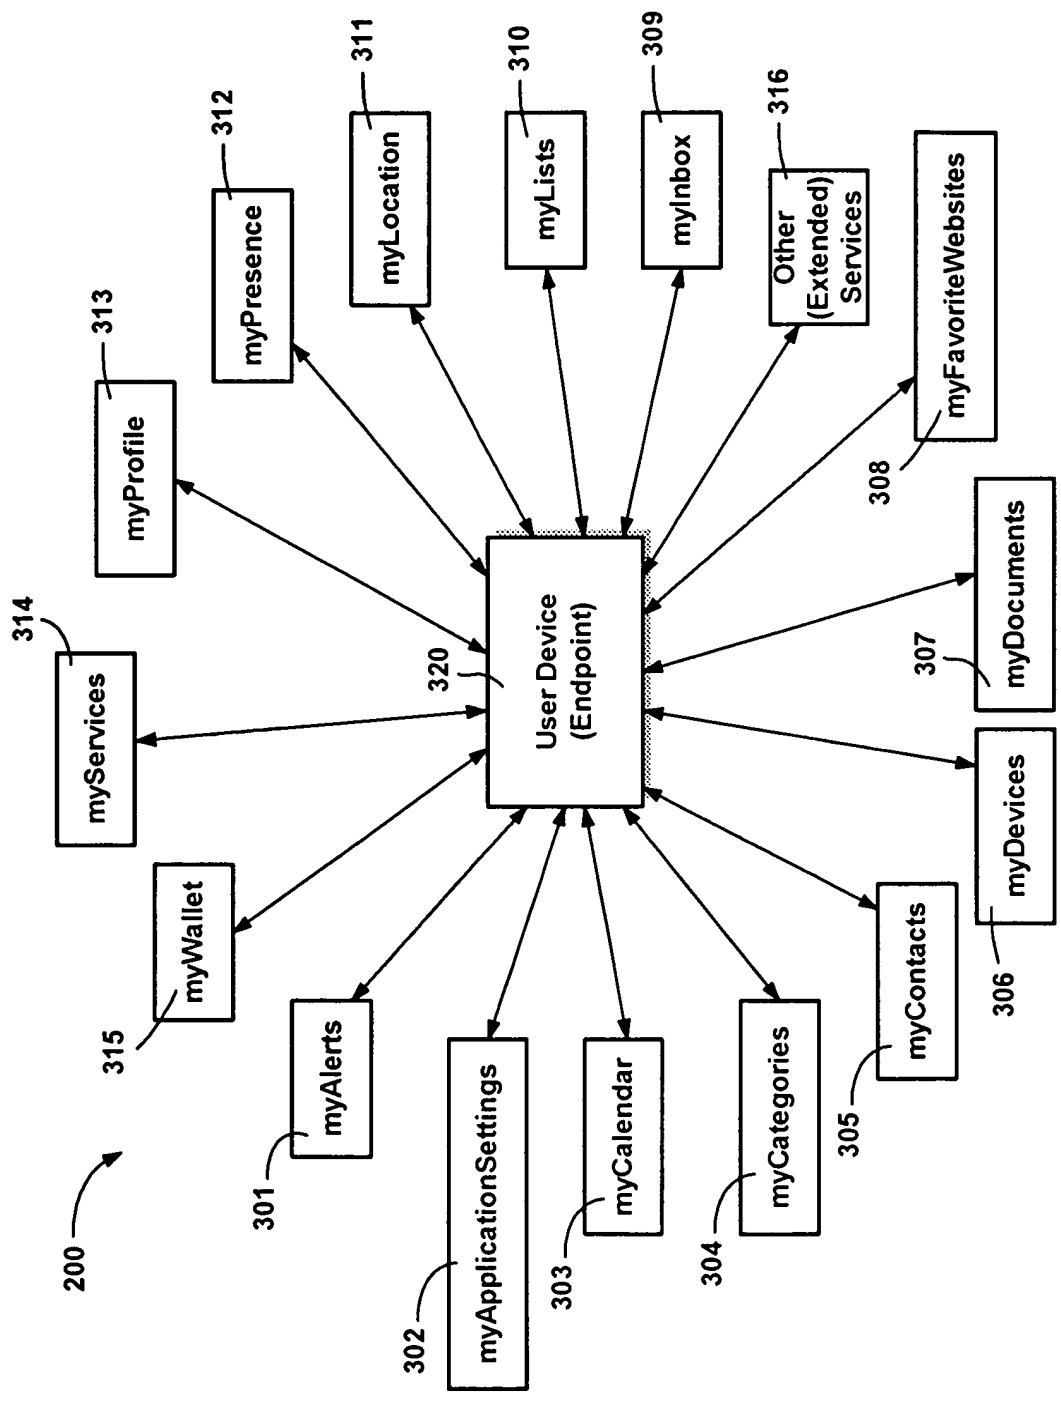 200
314
myServices
313
myProfile
315
myWallet
312
myPresence
301
myAlerts
311
myLocation
302
myApplicationSettings
320
User Device
(Endpoint)
310
myLists
303
myCalendar
309
myInbox
304
myCategories
316
Other
(Extended)
Services
305
myContacts
308
myFavoriteWebsites
306
myDevices
307
myDocuments